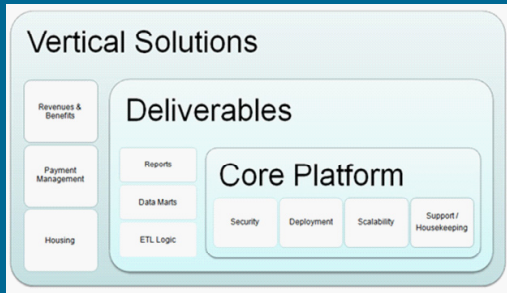 Vertical Solutions
Revenues &
Benefits
Payment
Management
Housing
Deliverables
Reports
Data Marts
ETL Logic
Core Platform
Security
Deployment
Scalability
Support /
Housekeeping